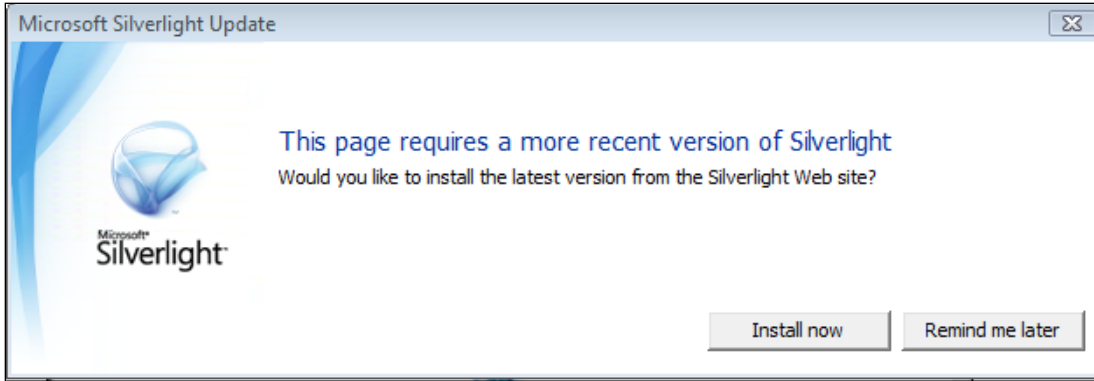 Microsoft Silverlight Update
This page requires a more recent version of Silverlight
Would you like to install the latest version from the Silverlight Web site?
Microsoft®
Silverlight™
Install now
Remind me later